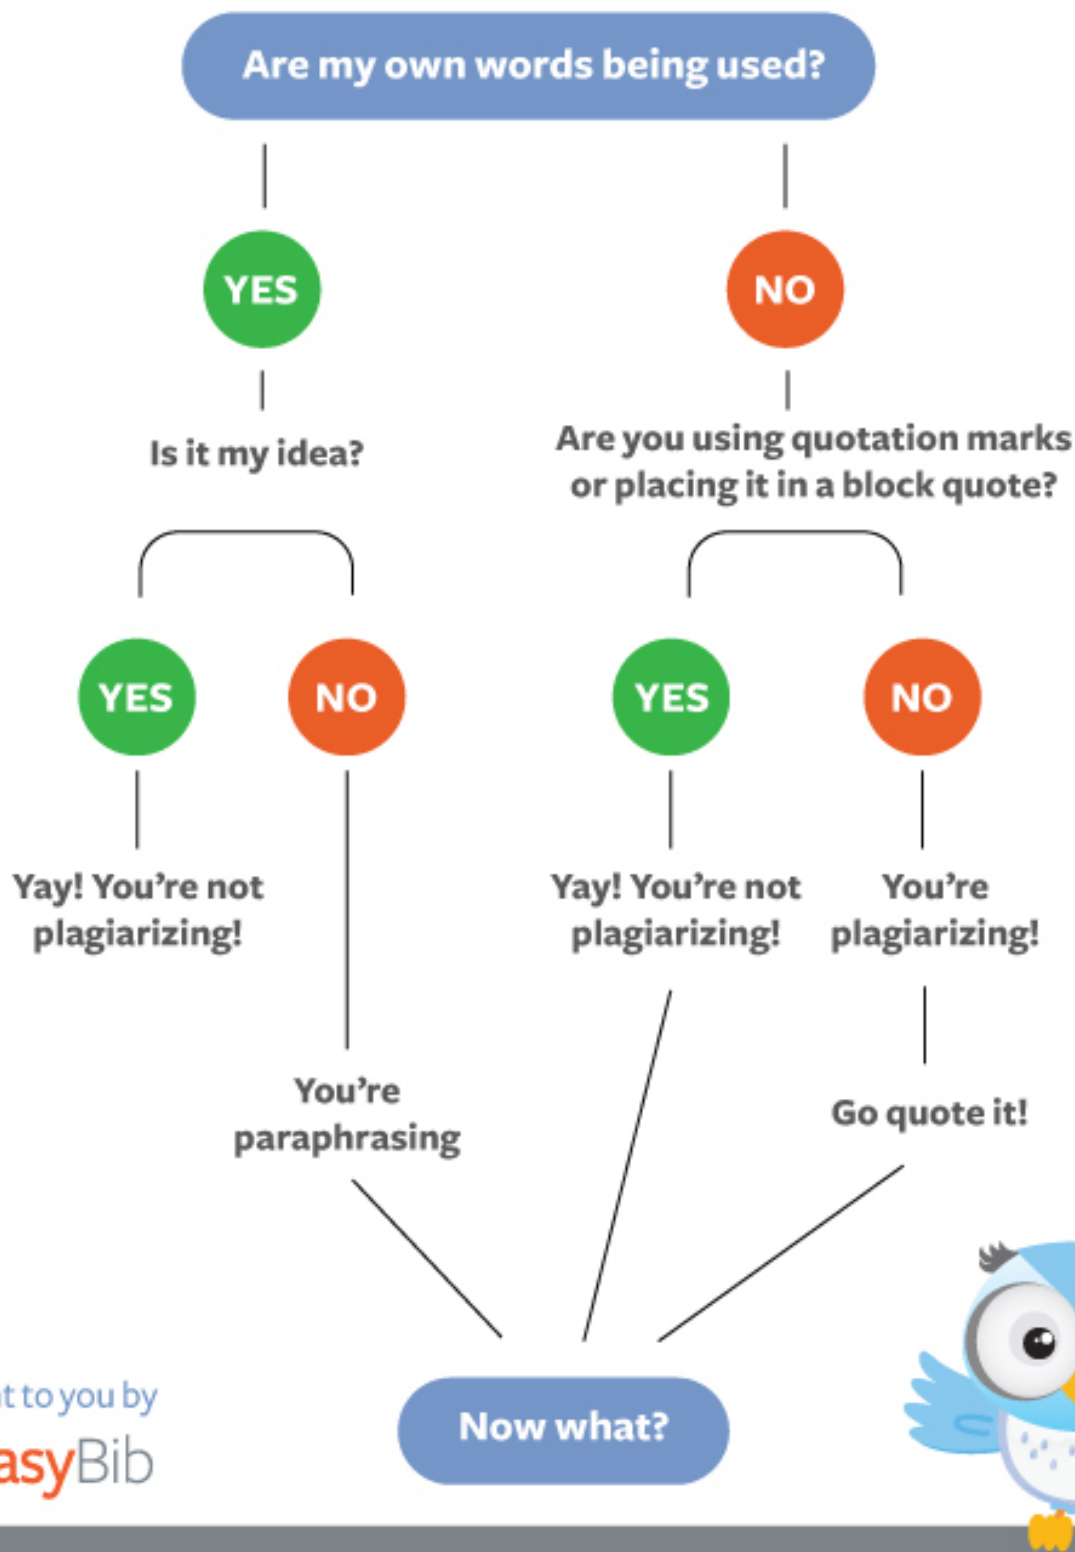 Are my own words being used?
YES
NO
Is it my idea?
Are you using quotation marks
or placing it in a block quote?
YES
NO
YES
NO
Yay! You're not
plagiarizing!
Yay! You're not
plagiarizing!
You're
plagiarizing!
You're
paraphrasing
Go quote it!
to you by
asyBib
Now what?